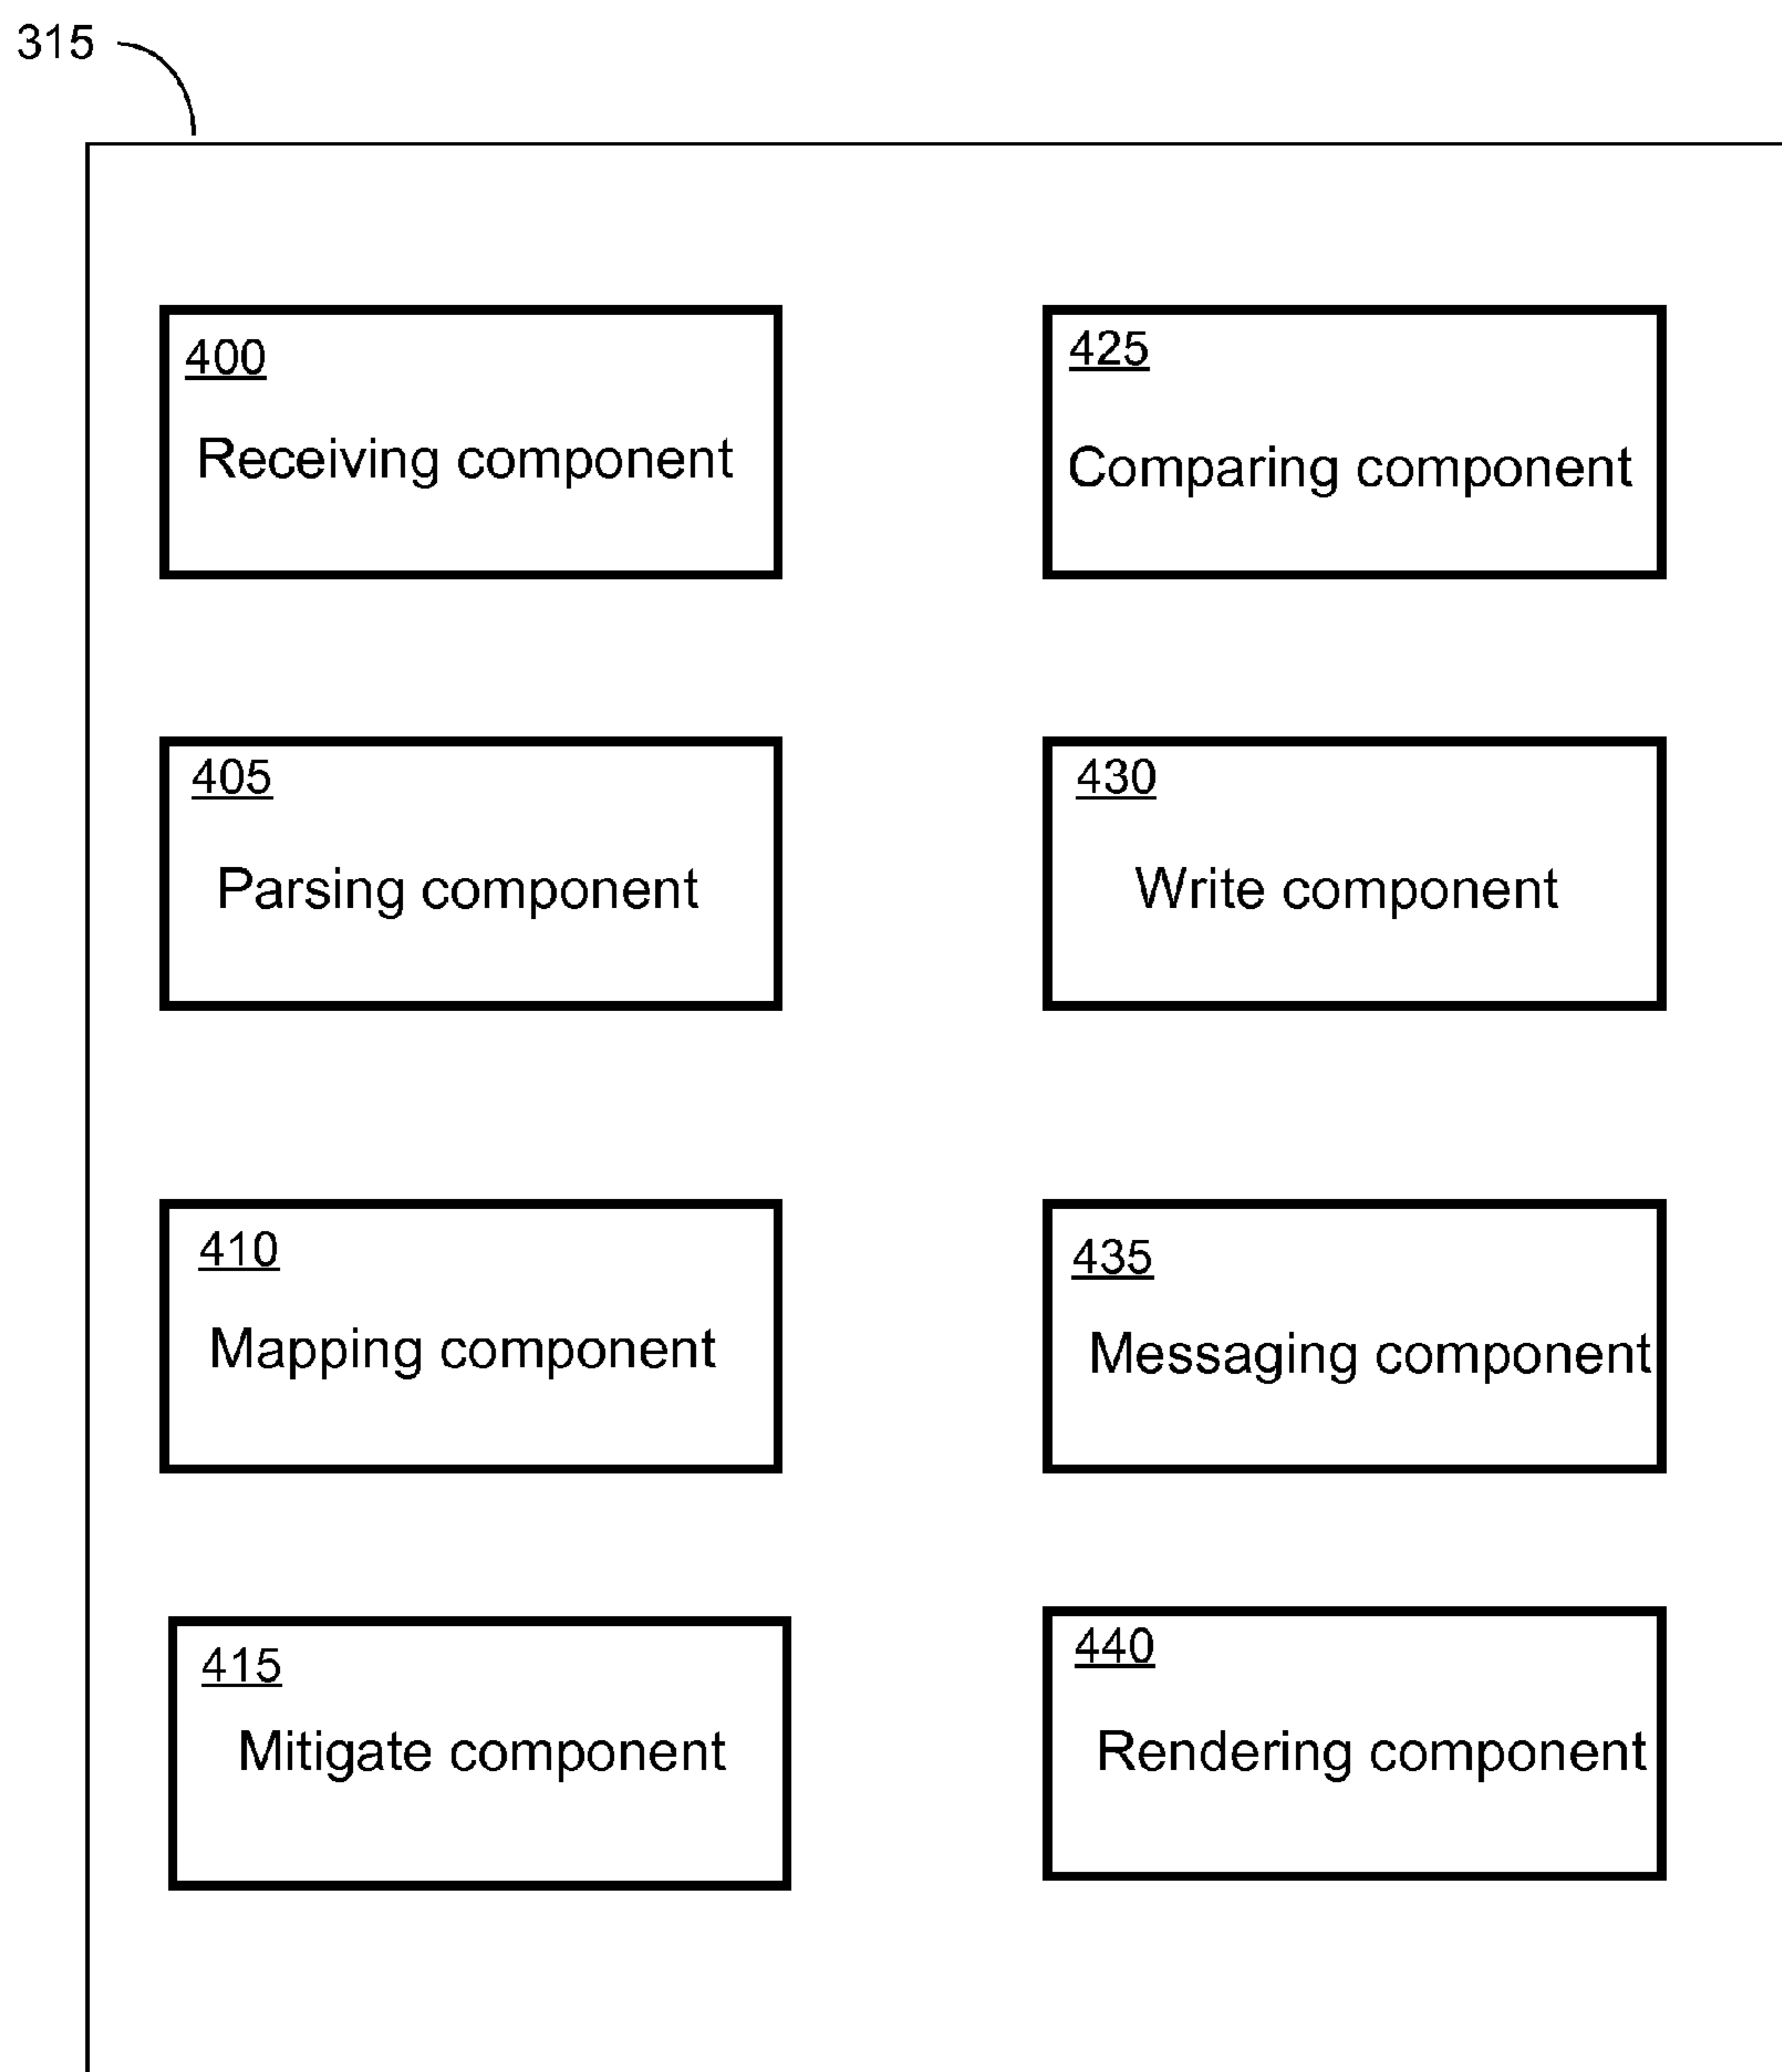 315
400
Receiving component
425
Comparing component
405
Parsing component
430
Write component
410
Mapping component
435
Messaging component
415
Mitigate component
440
Rendering component